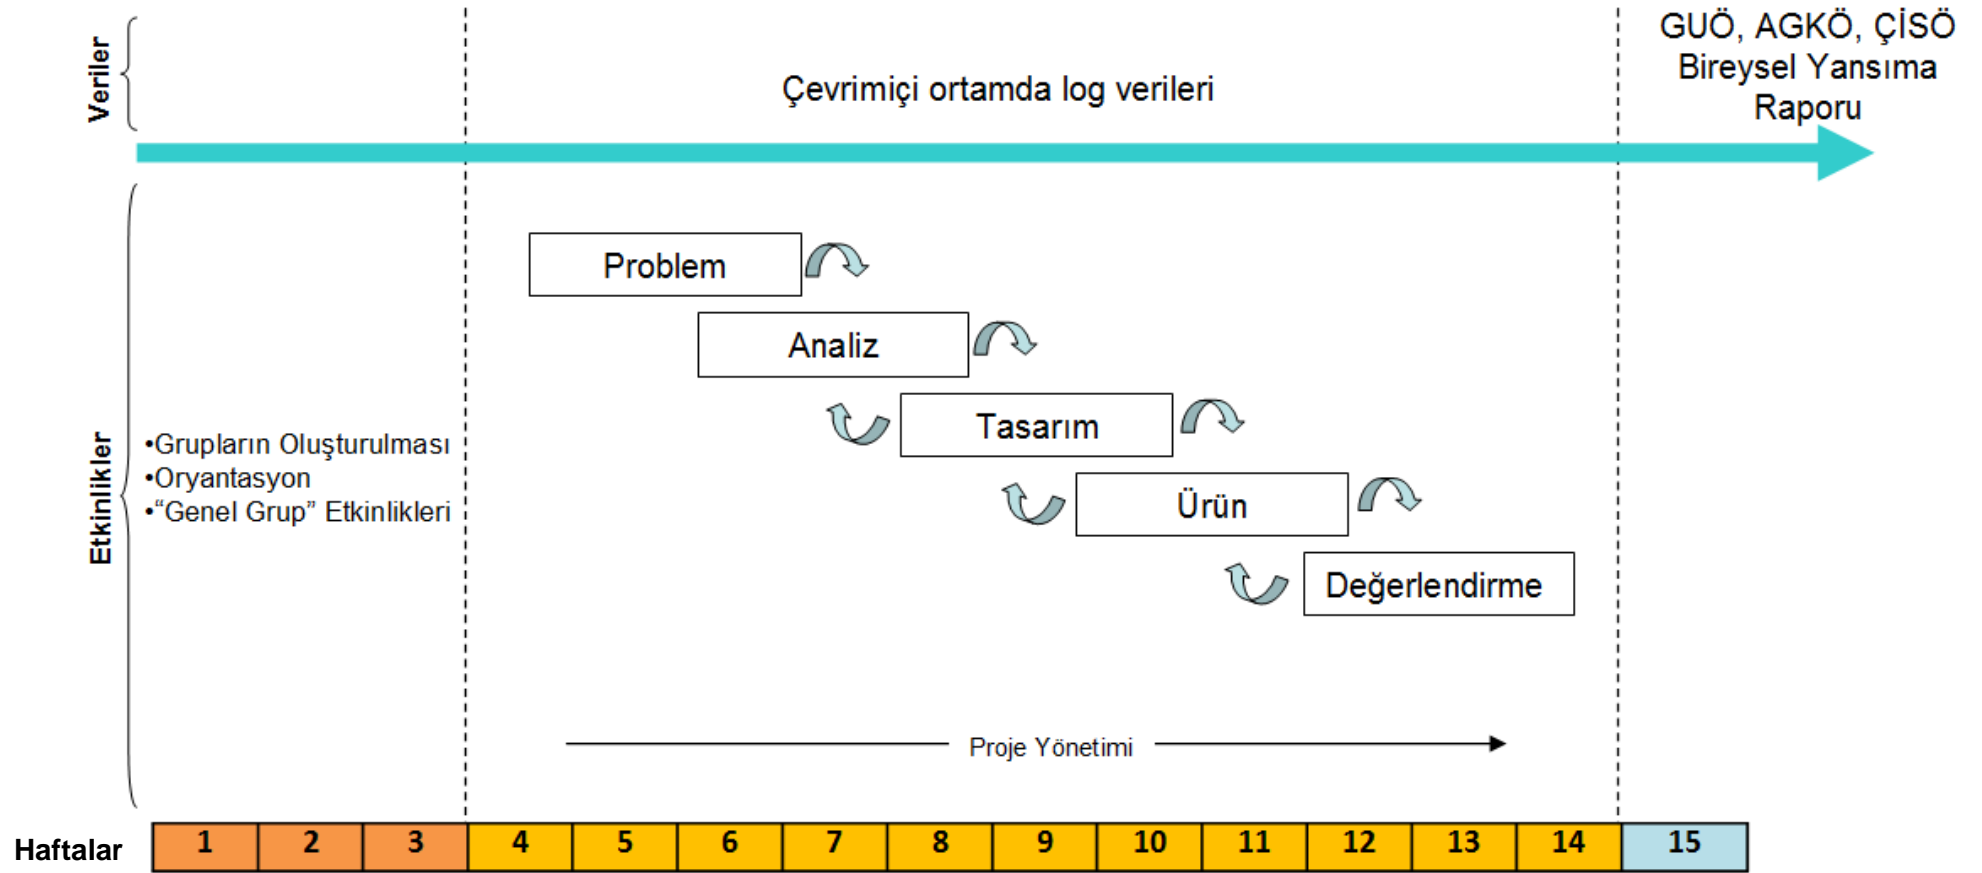 Veriler
Çevrimiçi ortamda log verileri
GUÖ, AGKÖ, ÇİSÖ
Bireysel Yansıma
Raporu
Etkinlikler
•Grupların Oluşturulması
•Oryantasyon
•“Genel Grup” Etkinlikleri
Problem
Analiz
Tasarım
Ürün
Değerlendirme
Proje Yönetimi
Haftalar 1 2 3 4 5 6 7 8 9 10 11 12 13 14 15